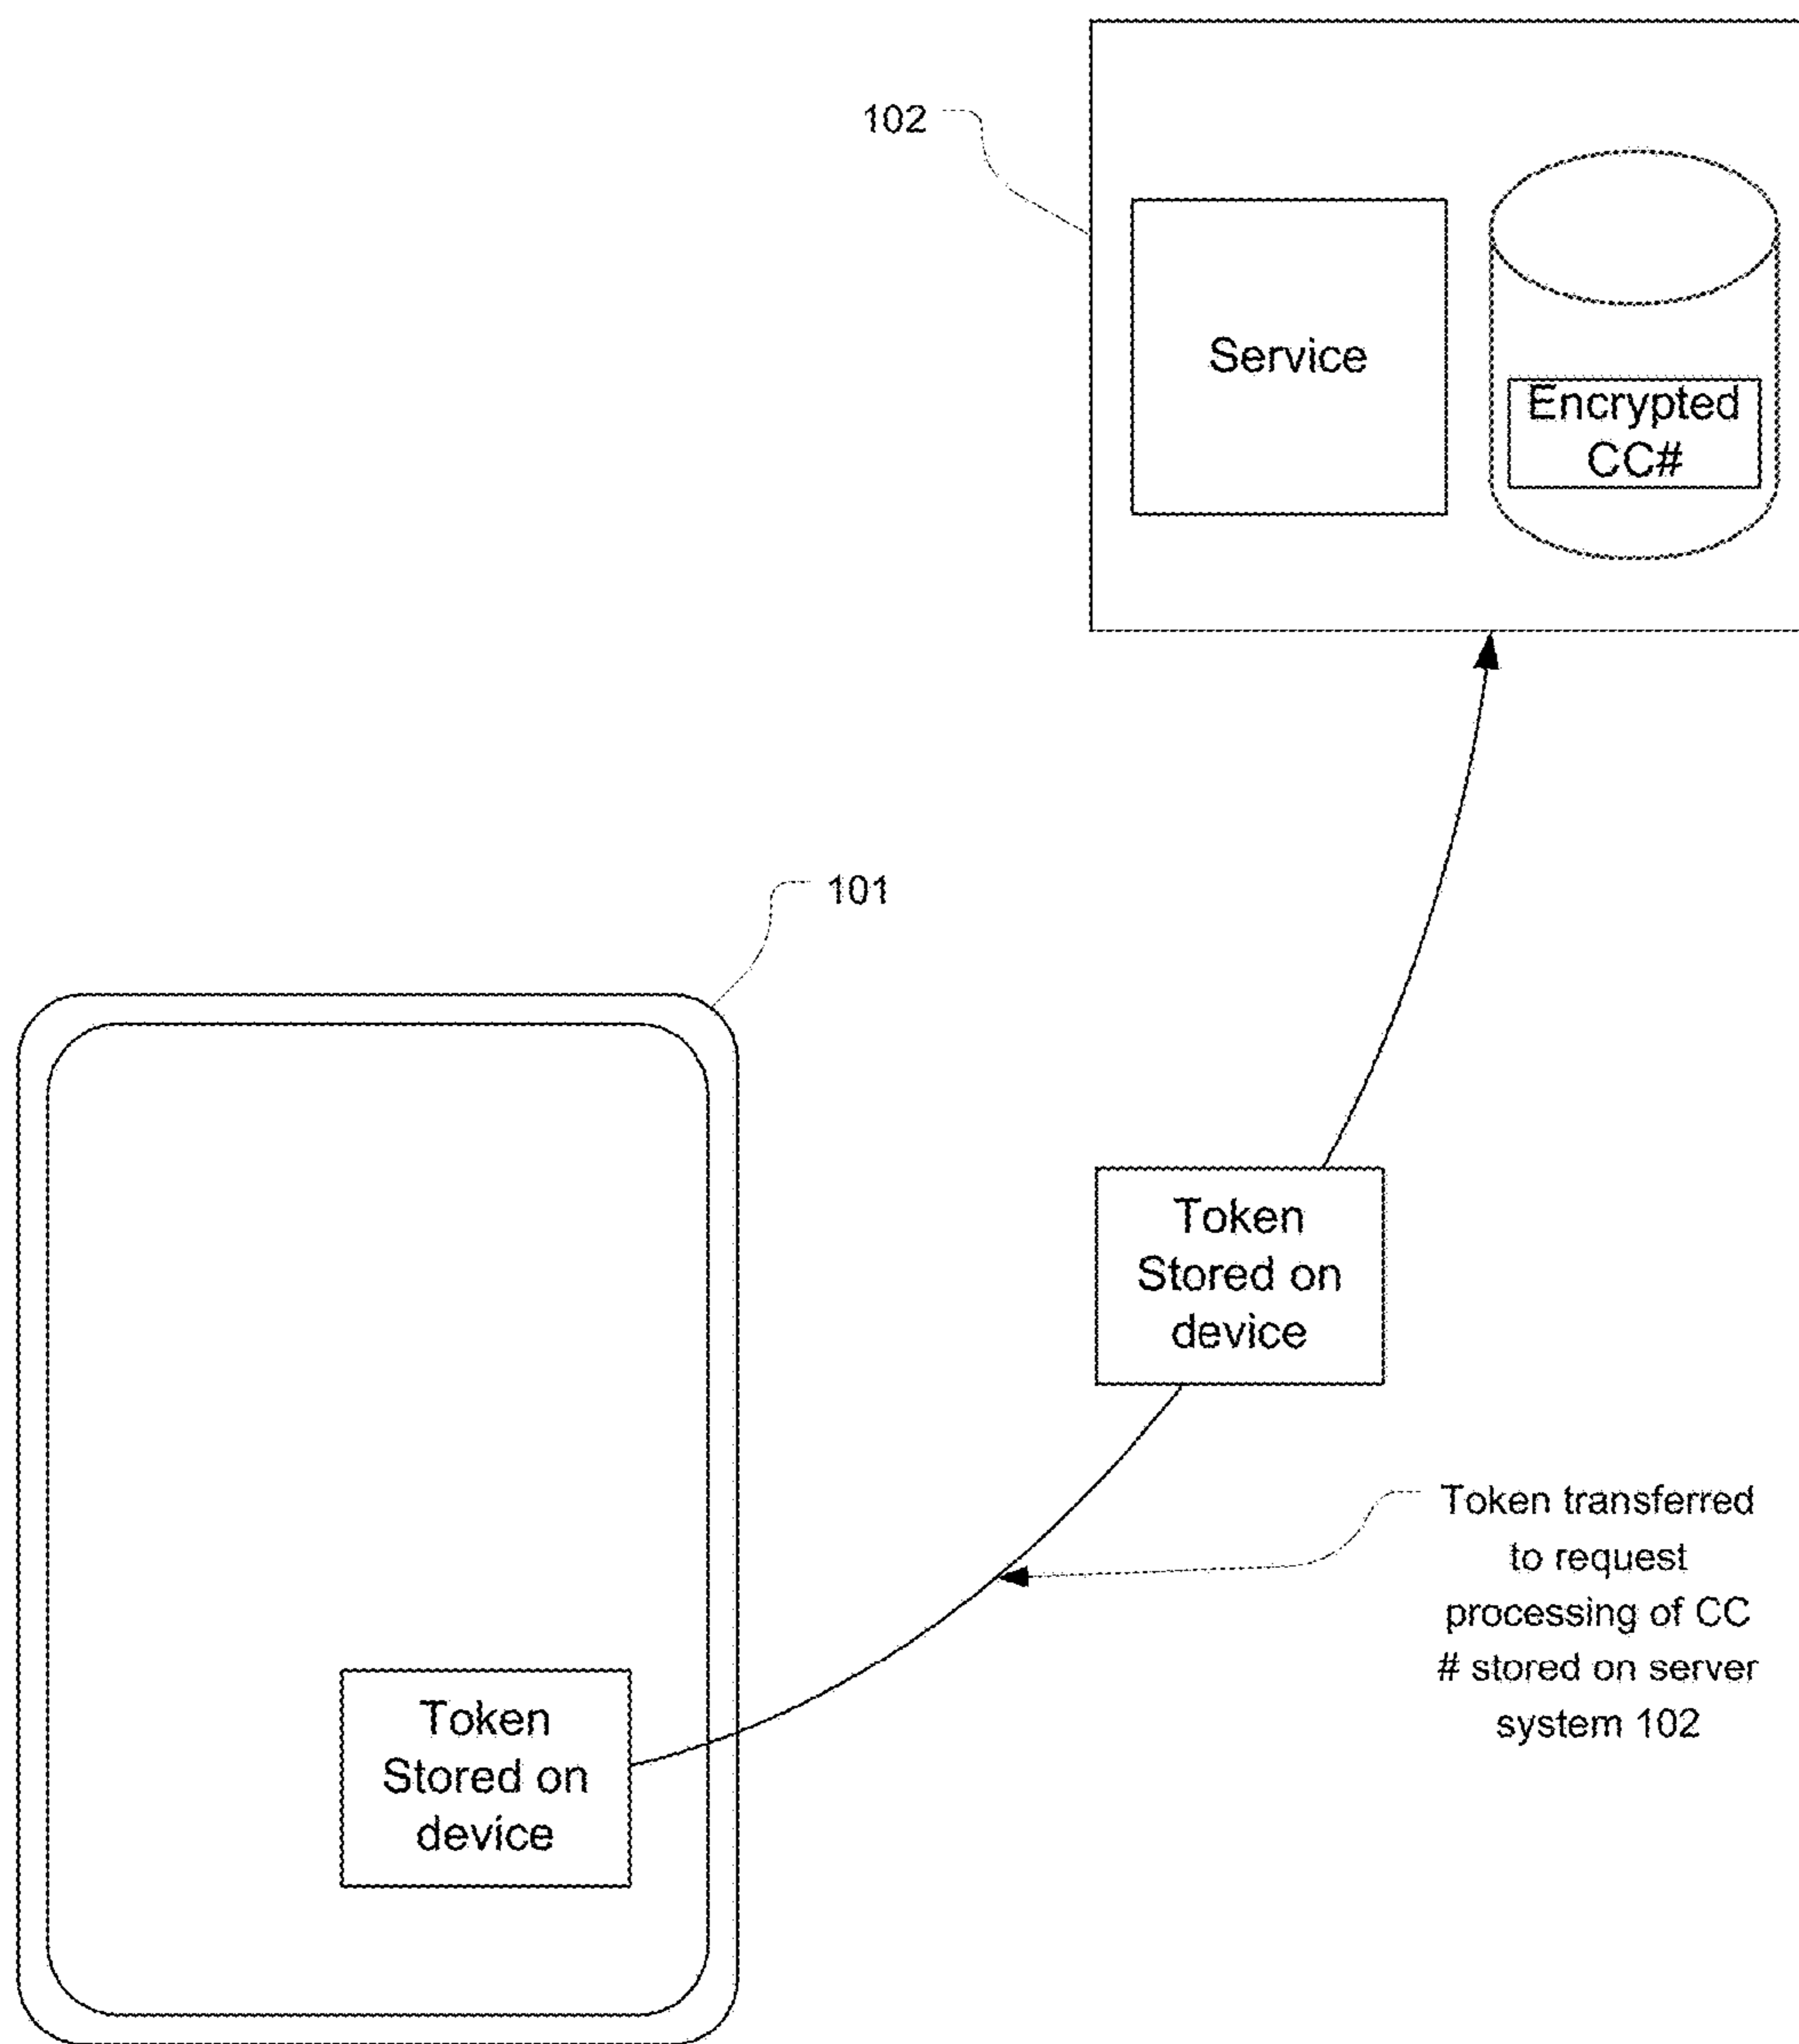 102
Service
Encrypted
CC#
101
Token
Stored on
device
Token transferred
to request
processing of CC
# stored on server
system 102
Token
Stored on
device